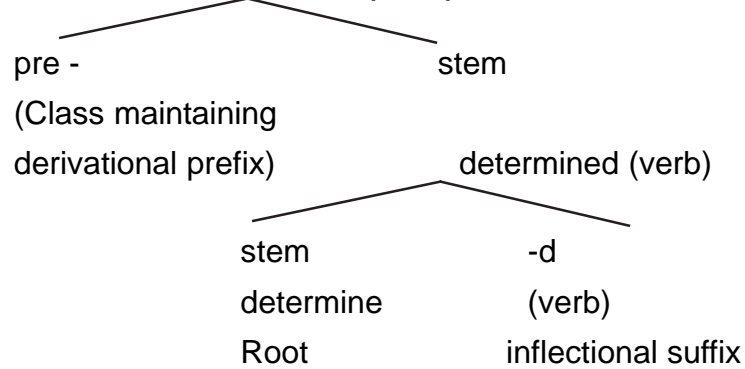 pre - stem
(Class maintaining
derivational prefix) determined (verb)
stem -d
determine (verb)
Root inflectional suffix